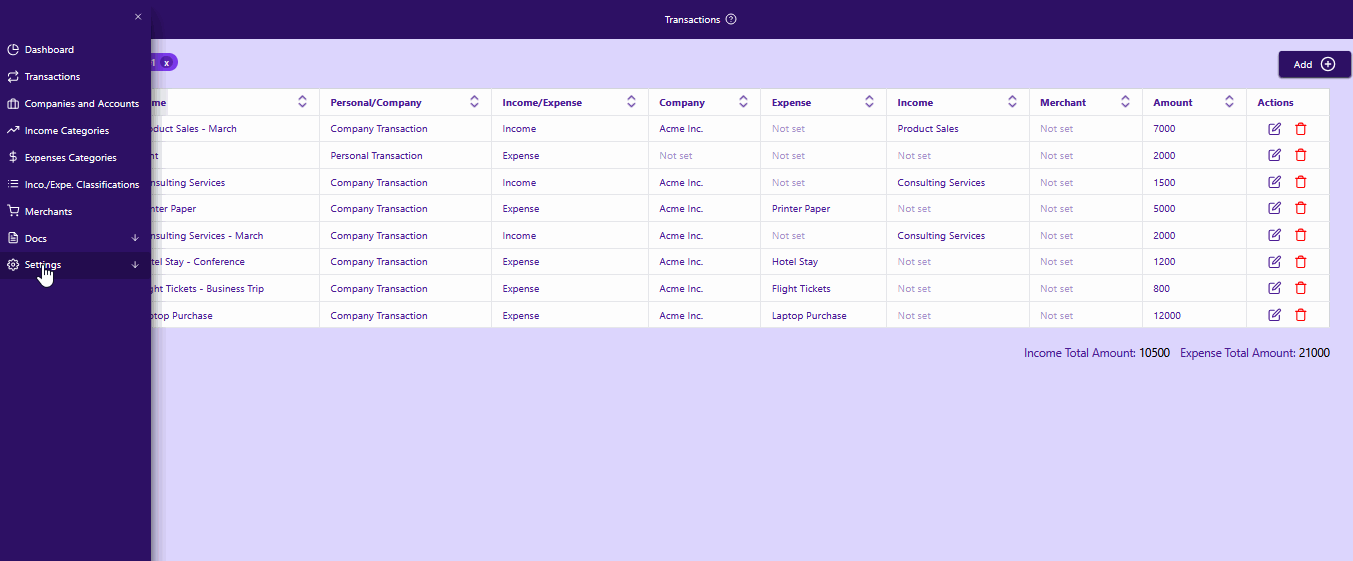 Transactions
Dashboard
Transactions
Companies and Accounts
Income Categories
Expenses Categories
Inco./Expe. Classifications
Merchants
Docs
Settings
x
Add
me Personal/Company Income/Expense Company Expense Income Merchant Amount Actions
duct Sales - March Company Transaction Income Acme Inc. Not set Product Sales Not set 7000
nt Personal Transaction Expense Not set Not set Not set Not set 2000
nsulting Services Company Transaction Income Acme Inc. Not set Consulting Services Not set 1500
nter Paper Company Transaction Expense Acme Inc. Printer Paper Not set Not set 5000
nsulting Services - March Company Transaction Income Acme Inc. Not set Consulting Services Not set 2000
tel Stay - Conference Company Transaction Expense Acme Inc. Hotel Stay Not set Not set 1200
ght Tickets - Business Trip Company Transaction Expense Acme Inc. Flight Tickets Not set Not set 800
ptop Purchase Company Transaction Expense Acme Inc. Laptop Purchase Not set Not set 12000
Income Total Amount: 10500 Expense Total Amount: 21000